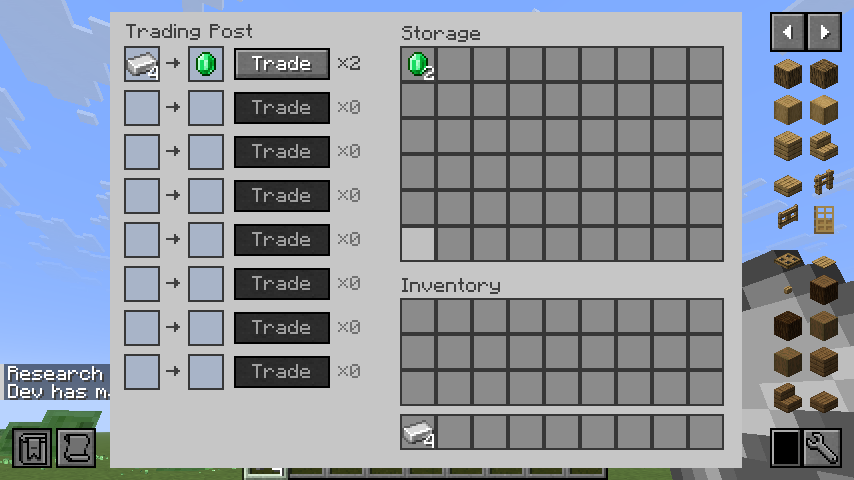 Trading Post
4 → Trade ×2
→ Trade ×0
→ Trade ×0
→ Trade ×0
→ Trade ×0
→ Trade ×0
→ Trade ×0
→ Trade ×0
Storage
2
Inventory
4
Research
Dev has m